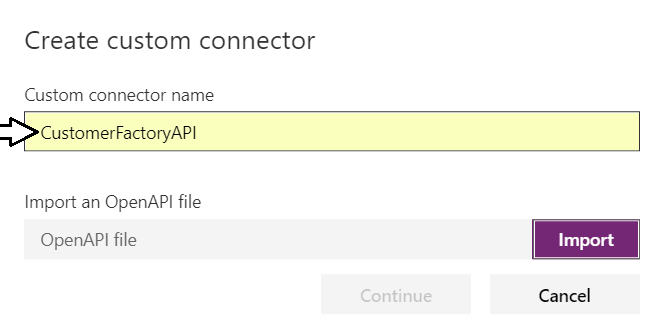 Create custom connector
Custom connector name
CustomerFactoryAPI
Import an OpenAPI file
OpenAPI file
Import
Continue
Cancel